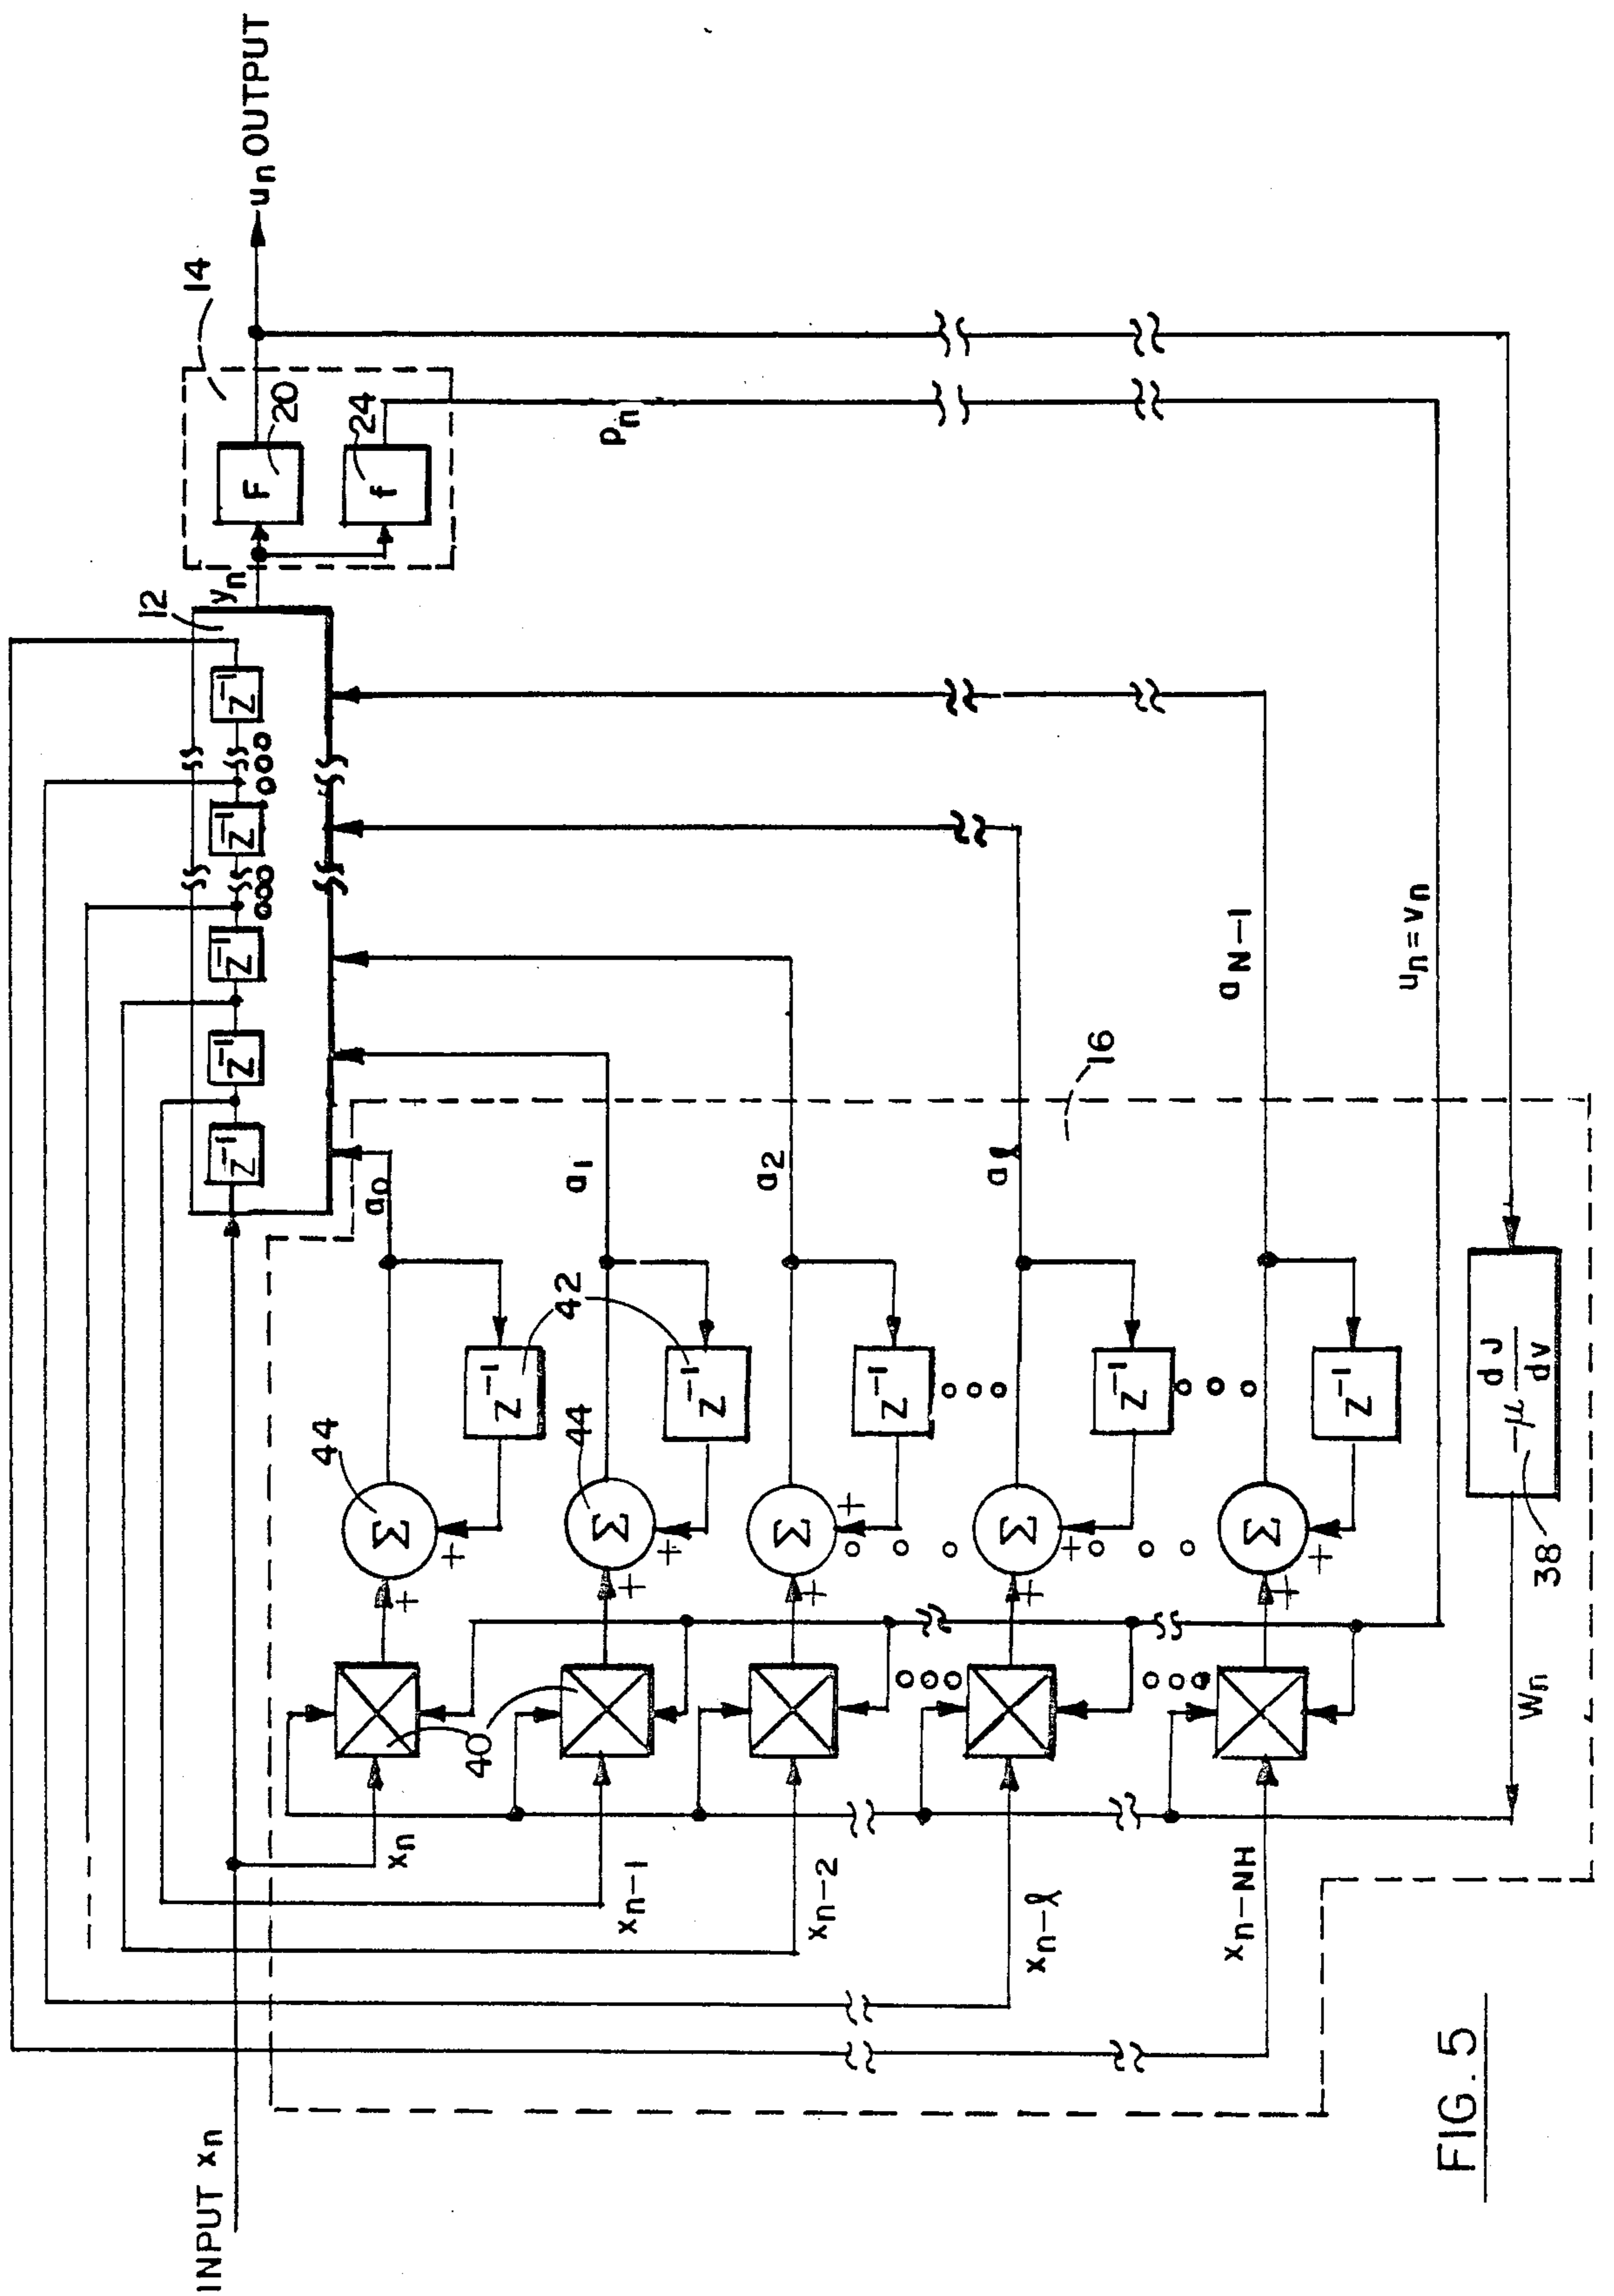 INPUT xn
12
Z⁻¹
Z⁻¹
Z⁻¹
Z⁻¹
Z⁻¹
yn
14
F
20
f
24
un OUTPUT
pn
a0
a1
a2
aℓ
aN−1
16
un = vn
44
Σ
+
+
Z⁻¹
42
44
Σ
+
+
Z⁻¹
Σ
+
+
Z⁻¹
Σ
+
+
Z⁻¹
Σ
+
+
Z⁻¹
40
xn
xn−1
xn−2
xn−ℓ
xn−NH
−μ dJ/dv
38
Wn
FIG. 5